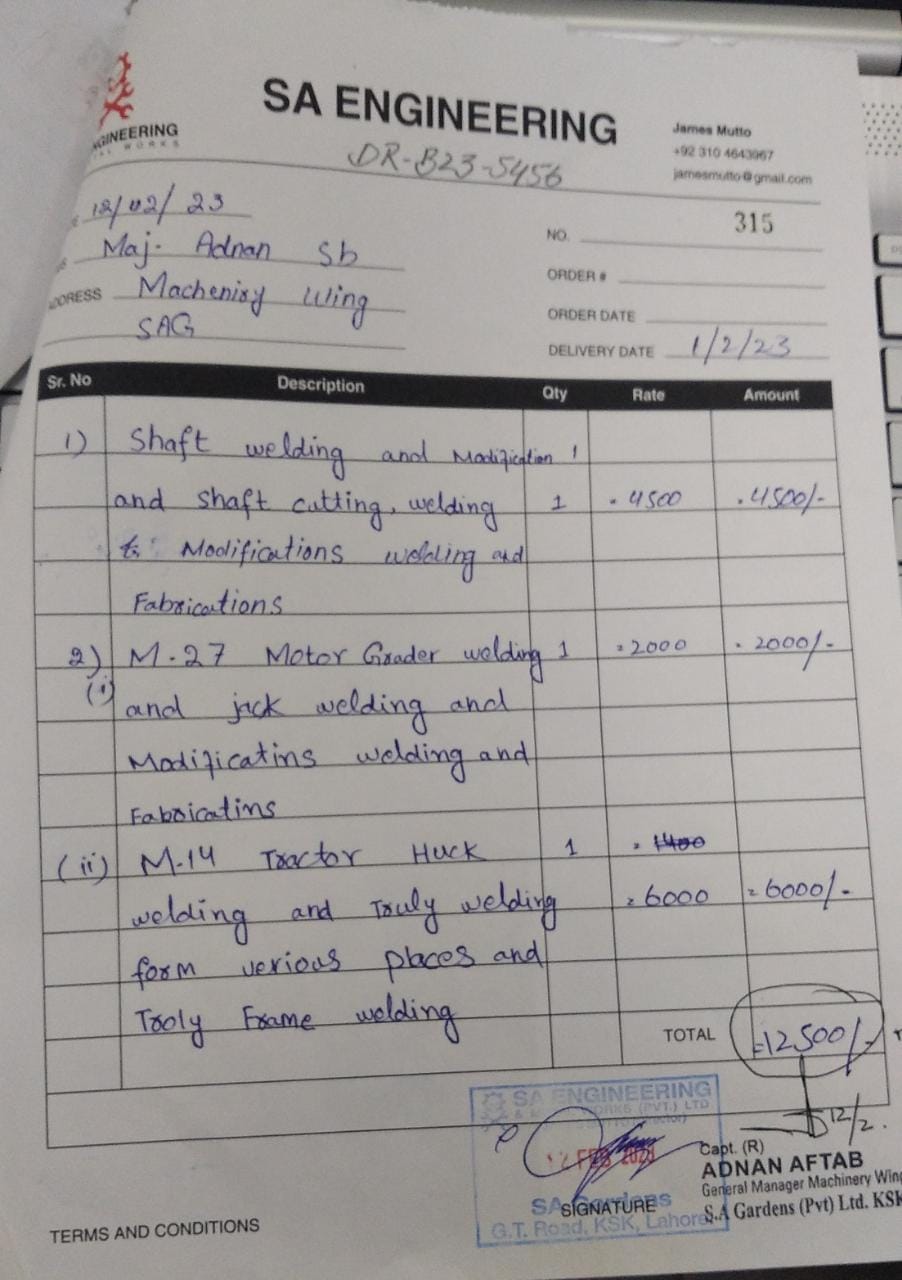 SA ENGINEERING
GINEERING
WORKS
DR-B23-5456
James Mutto
+92 310 4643967
jamesmutto@gmail.com
12/02/23
NO. 315
Maj. Adnan Sb
ORDER #
DDRESS Machenixy Wing
ORDER DATE
SAG
DELIVERY DATE 1/2/23
Sr. No Description Qty Rate Amount
1) Shaft welding and Modification 1
and shaft cutting, welding 1 = 4500 = 4500/-
& Modifications welding and
Fabrications
2) M-27 Motor Grader welding 1 = 2000 = 2000/-
(i) and jack welding and
Modificatins welding and
Fabricatins
(ii) M-14 Tractor Huck 1 = 1400
welding and Truly welding = 6000 = 6000/-
form verious places and
Troly Frame welding
TOTAL =12500/-
SA ENGINEERING
WORKS (PVT.) LTD
12/2.
12 FEB 2023
Capt. (R)
ADNAN AFTAB
General Manager Machinery Wing
S.A Gardens (Pvt) Ltd. KSK
SA Gardens
SIGNATURE
G.T. Road, KSK, Lahore
TERMS AND CONDITIONS